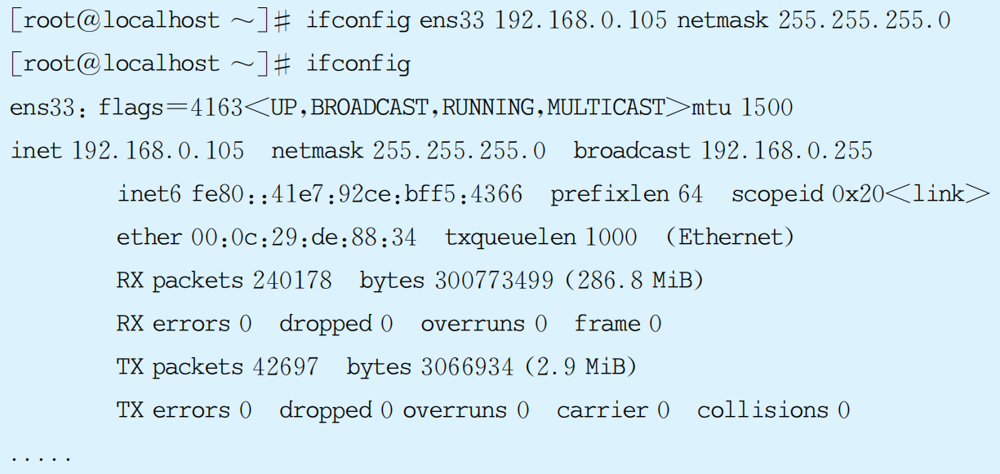 [root@localhost ～]# ifconfig ens33 192.168.0.105 netmask 255.255.255.0
[root@localhost ～]# ifconfig
ens33: flags=4163<UP,BROADCAST,RUNNING,MULTICAST>mtu 1500
inet 192.168.0.105 netmask 255.255.255.0 broadcast 192.168.0.255
inet6 fe80::41e7:92ce:bff5:4366 prefixlen 64 scopeid 0x20<link>
ether 00:0c:29:de:88:34 txqueuelen 1000 (Ethernet)
RX packets 240178 bytes 300773499 (286.8 MiB)
RX errors 0 dropped 0 overruns 0 frame 0
TX packets 42697 bytes 3066934 (2.9 MiB)
TX errors 0 dropped 0 overruns 0 carrier 0 collisions 0
.....